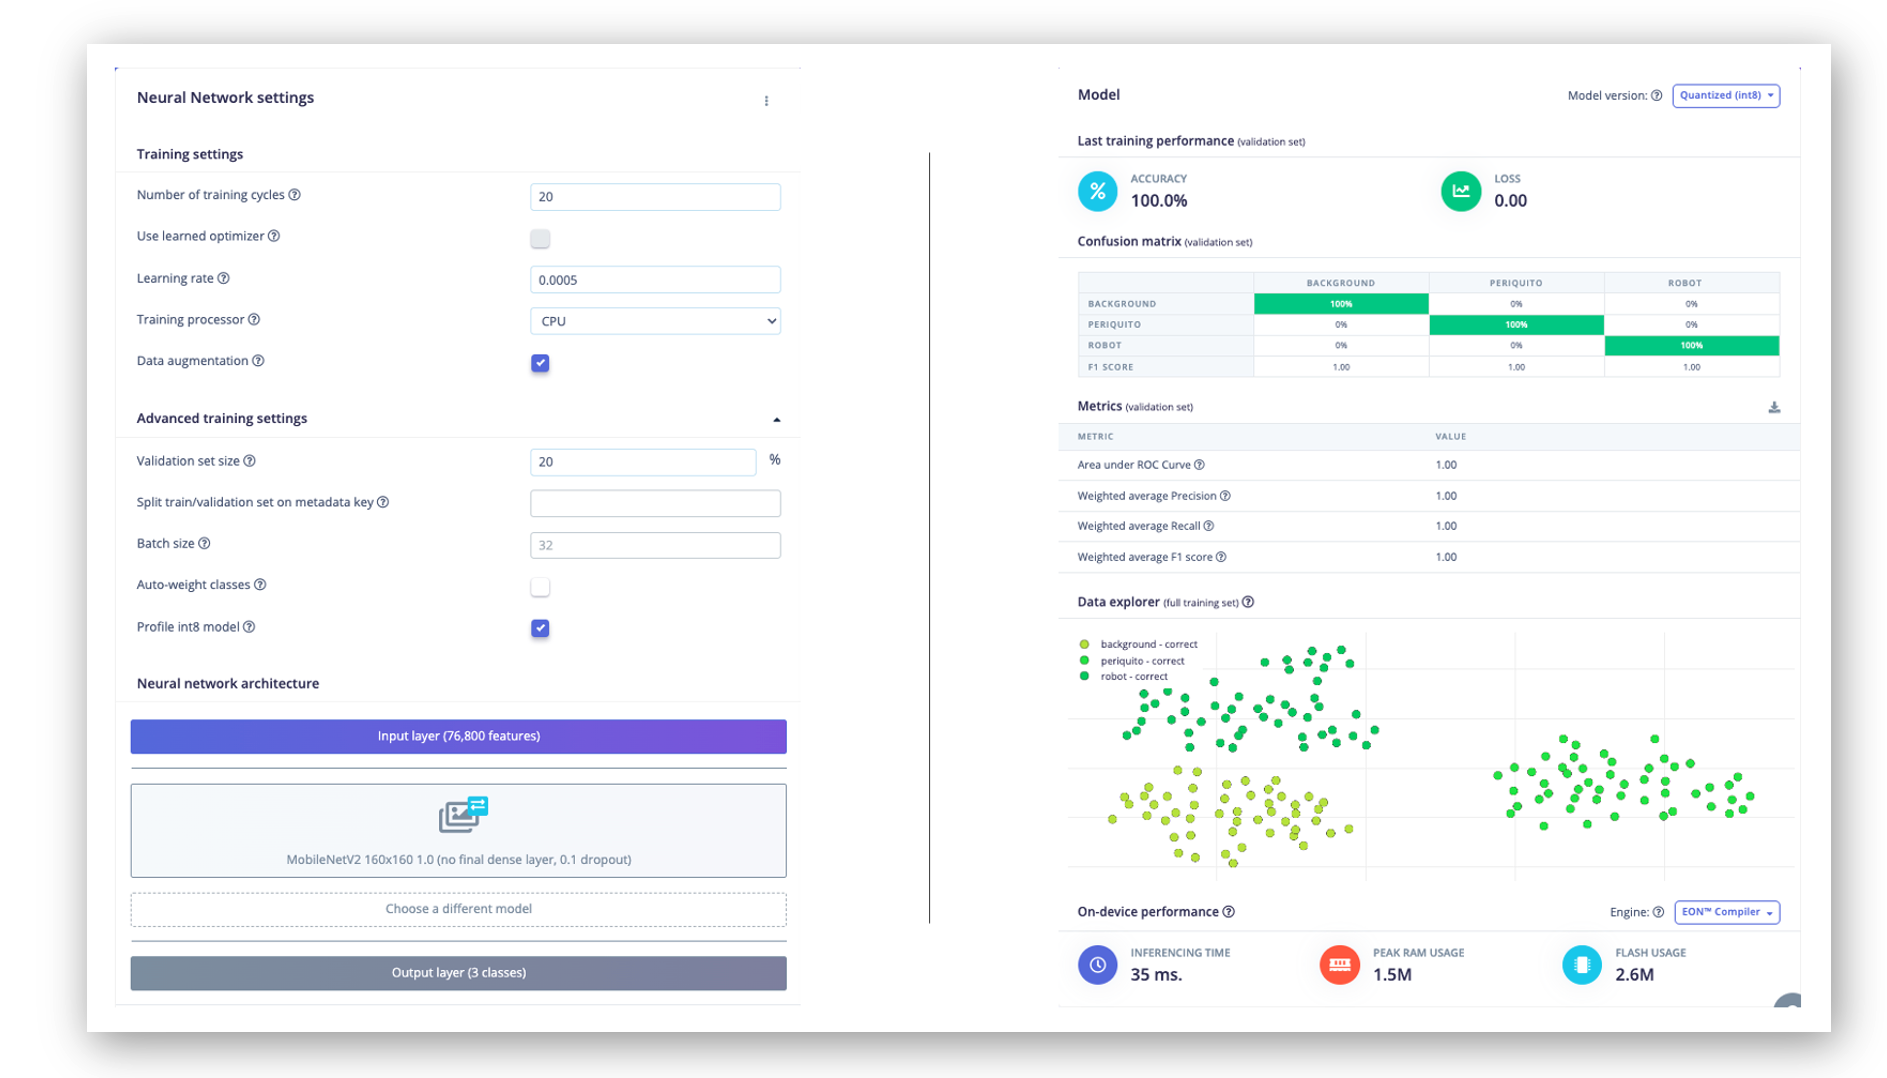 Neural Network settings
Training settings
Number of training cycles
20
Use learned optimizer
Learning rate
0.0005
Training processor
CPU
Data augmentation
Advanced training settings
Validation set size
20
%
Split train/validation set on metadata key
Batch size
32
Auto-weight classes
Profile int8 model
Neural network architecture
Input layer (76,800 features)
MobileNetV2 160x160 1.0 (no final dense layer, 0.1 dropout)
Choose a different model
Output layer (3 classes)
Model
Model version: Quantized (int8)
Last training performance (validation set)
% ACCURACY
100.0%
LOSS
0.00
Confusion matrix (validation set)
BACKGROUND PERIQUITO ROBOT
BACKGROUND 100% 0% 0%
PERIQUITO 0% 100% 0%
ROBOT 0% 0% 100%
F1 SCORE 1.00 1.00 1.00
Metrics (validation set)
METRIC VALUE
Area under ROC Curve 1.00
Weighted average Precision 1.00
Weighted average Recall 1.00
Weighted average F1 score 1.00
Data explorer (full training set)
background - correct
periquito - correct
robot - correct
On-device performance
Engine: EON™ Compiler
INFERENCING TIME
35 ms.
PEAK RAM USAGE
1.5M
FLASH USAGE
2.6M